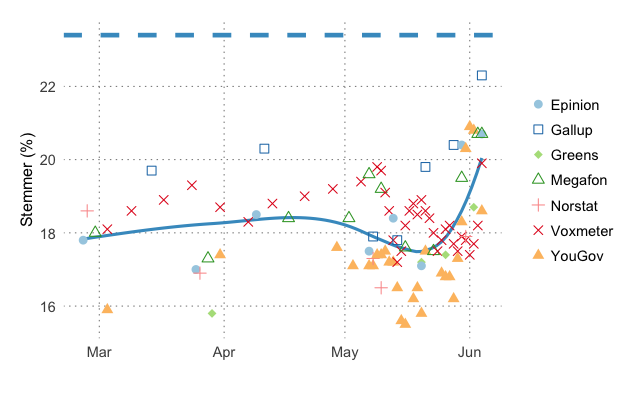 Stemmer (%)
22
20
18
16
Mar
Apr
May
Jun
Epinion
Gallup
Greens
Megafon
Norstat
Voxmeter
YouGov